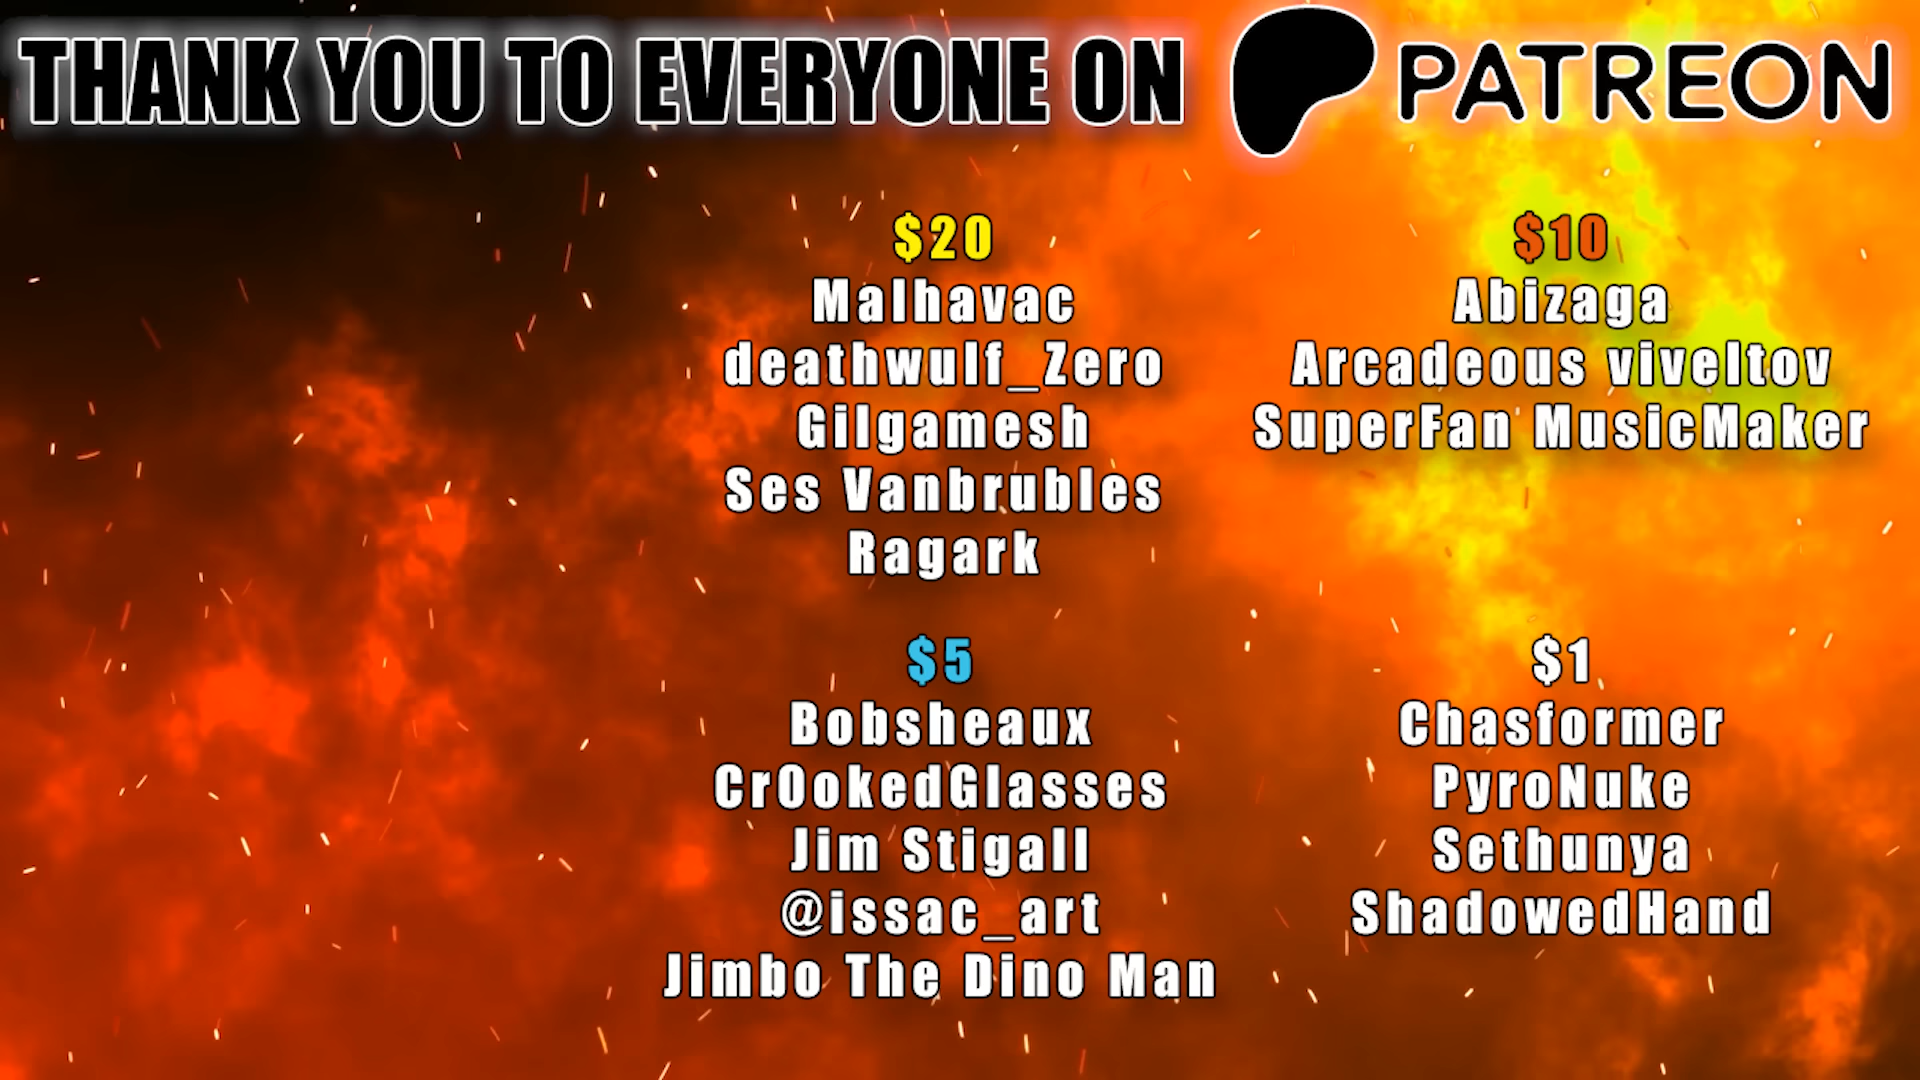 THANK YOU TO EVERYONE ON PATREON
$20
Malhavac
deathwulf_Zero
Gilgamesh
Ses Vanbrubles
Ragark
$10
Abizaga
Arcadeous viveltov
SuperFan MusicMaker
$5
Bobsheaux
Cr0okedGlasses
Jim Stigall
@issac_art
Jimbo The Dino Man
$1
Chasformer
PyroNuke
Sethunya
ShadowedHand